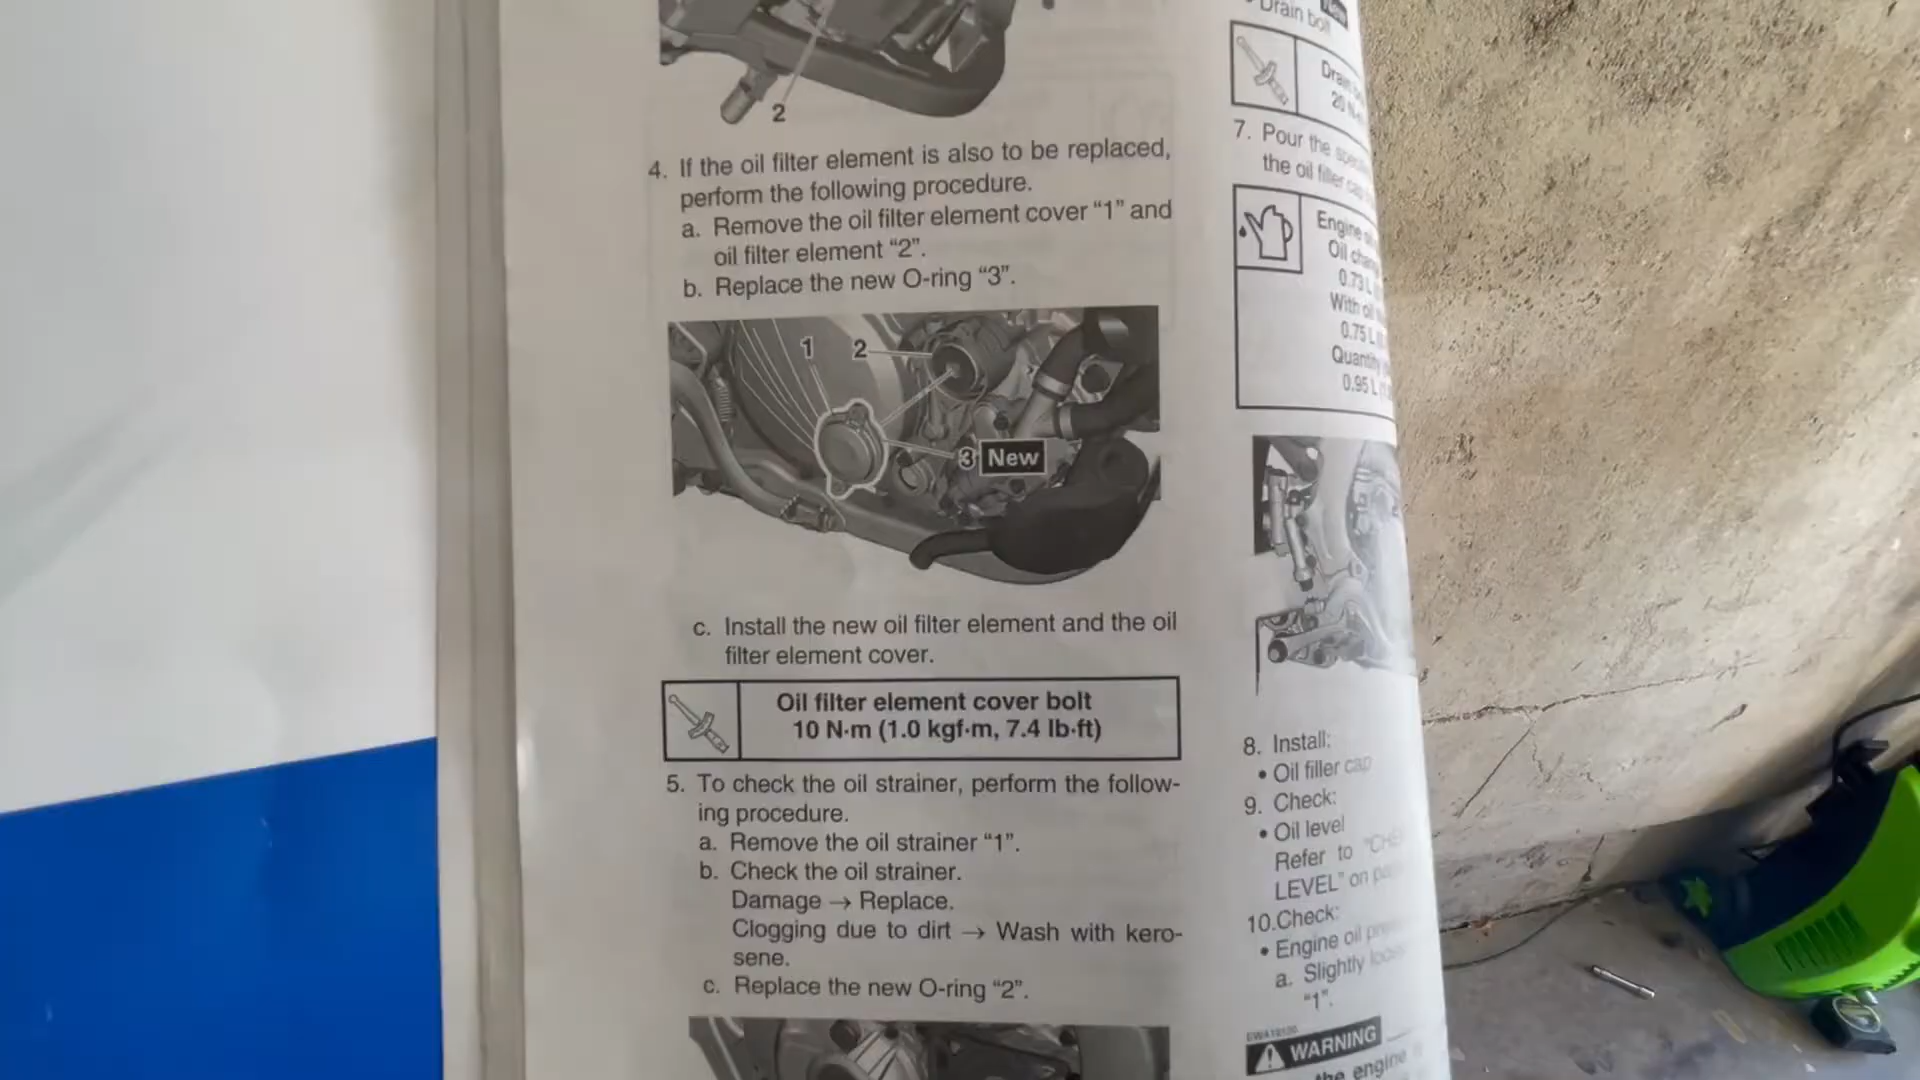 2
4. If the oil filter element is also to be replaced,
perform the following procedure.
a. Remove the oil filter element cover “1” and
oil filter element “2”.
b. Replace the new O-ring “3”.
1 2
3 New
c. Install the new oil filter element and the oil
filter element cover.
Oil filter element cover bolt
10 N·m (1.0 kgf·m, 7.4 lb·ft)
5. To check the oil strainer, perform the follow-
ing procedure.
a. Remove the oil strainer “1”.
b. Check the oil strainer.
Damage → Replace.
Clogging due to dirt → Wash with kero-
sene.
c. Replace the new O-ring “2”.
New
Drain bolt
20
7. Pour the
the oil filler
Engine
Oil
0.73 L
With oil
0.75 L
0.95 L
8. Install:
• Oil filler cap
9. Check:
• Oil level
Refer to
LEVEL” on
10.Check:
• Engine oil
a. Slightly
“1”.
WARNING
the engine